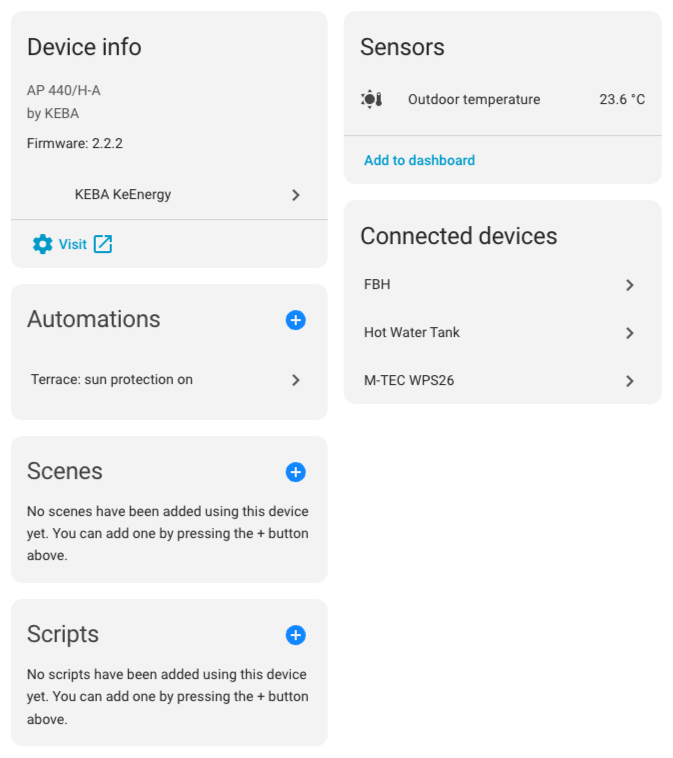 Device info
AP 440/H-A
by KEBA
Firmware: 2.2.2
KEBA KeEnergy
Visit
Automations
Terrace: sun protection on
Scenes
No scenes have been added using this device
yet. You can add one by pressing the + button
above.
Scripts
No scripts have been added using this device
yet. You can add one by pressing the + button
above.
Sensors
Outdoor temperature 23.6 °C
Add to dashboard
Connected devices
FBH
Hot Water Tank
M-TEC WPS26